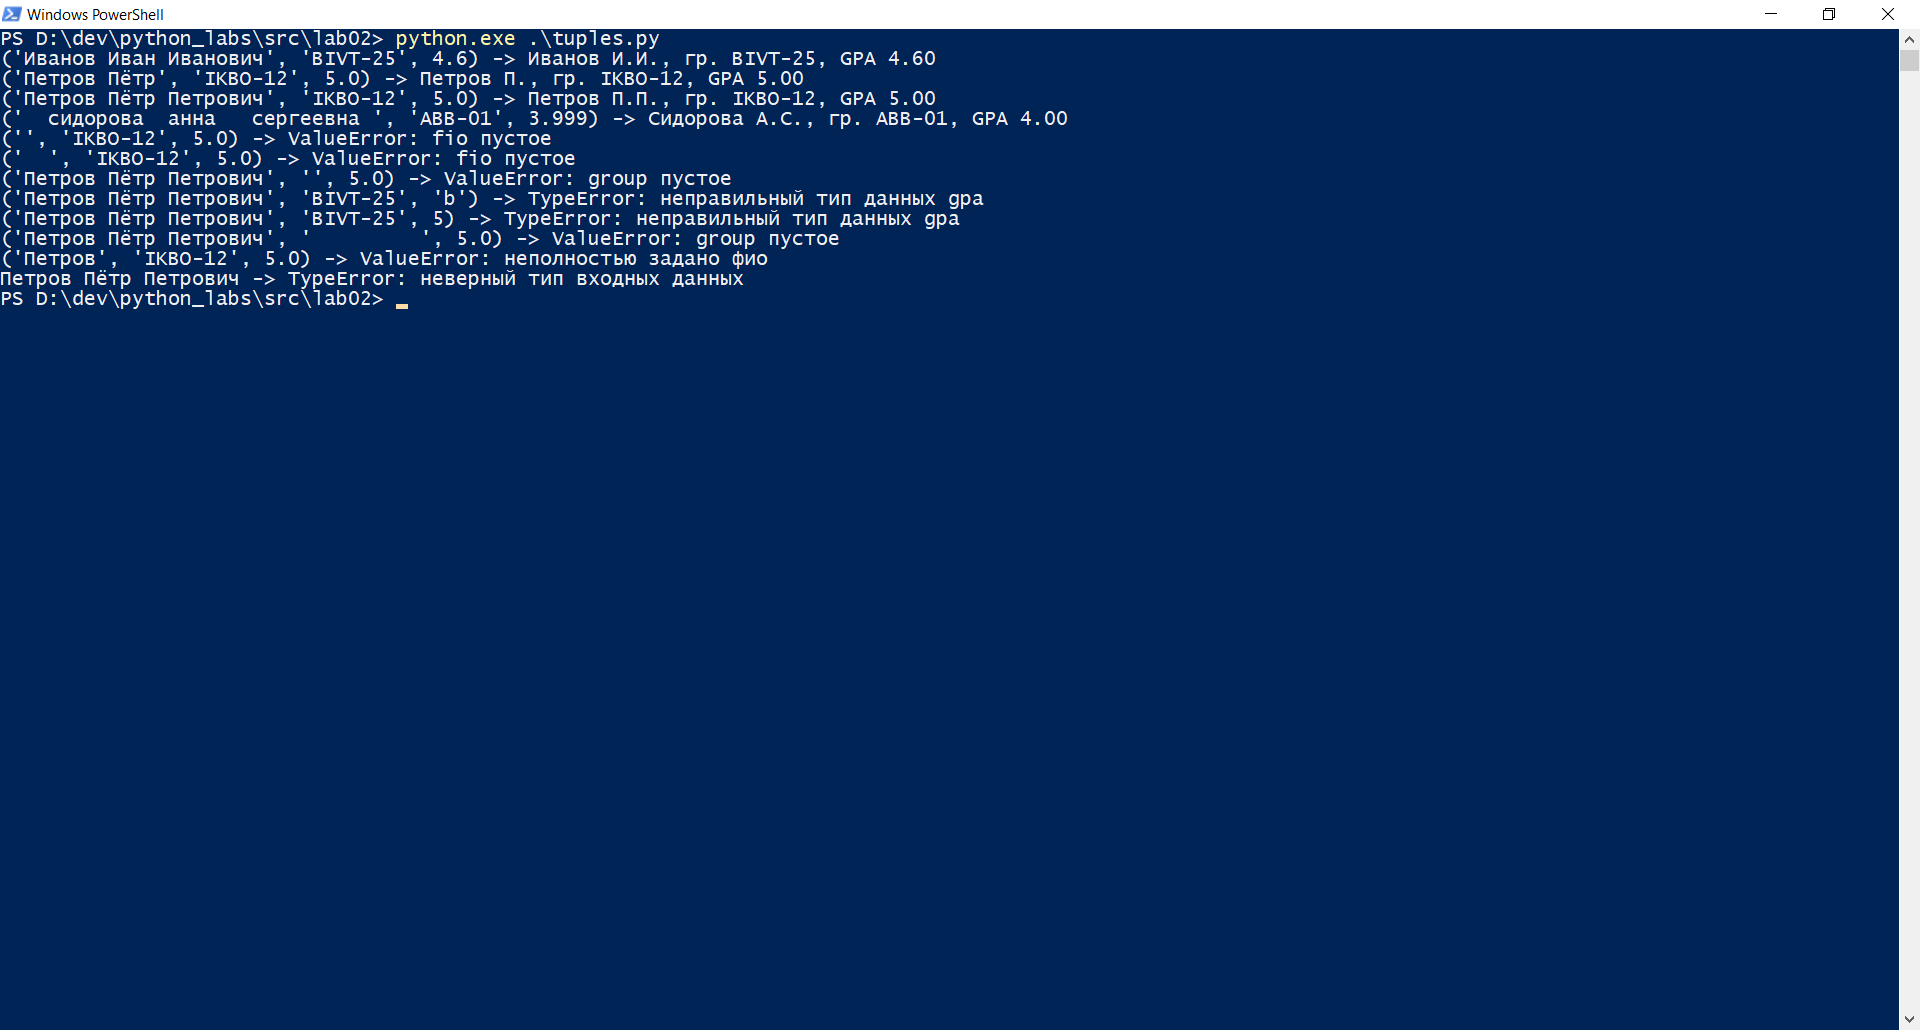 Windows PowerShell
PS D:\dev\python_labs\src\lab02> python.exe .\tuples.py
('Иванов Иван Иванович', 'BIVT-25', 4.6) -> Иванов И.И., гр. BIVT-25, GPA 4.60
('Петров Пётр', 'IKBO-12', 5.0) -> Петров П., гр. IKBO-12, GPA 5.00
('Петров Пётр Петрович', 'IKBO-12', 5.0) -> Петров П.П., гр. IKBO-12, GPA 5.00
('  сидорова  анна   сергеевна ', 'ABB-01', 3.999) -> Сидорова А.С., гр. ABB-01, GPA 4.00
('', 'IKBO-12', 5.0) -> ValueError: fio пустое
('  ', 'IKBO-12', 5.0) -> ValueError: fio пустое
('Петров Пётр Петрович', '', 5.0) -> ValueError: group пустое
('Петров Пётр Петрович', 'BIVT-25', 'b') -> TypeError: неправильный тип данных gpa
('Петров Пётр Петрович', 'BIVT-25', 5) -> TypeError: неправильный тип данных gpa
('Петров Пётр Петрович', '         ', 5.0) -> ValueError: group пустое
('Петров', 'IKBO-12', 5.0) -> ValueError: неполностью задано фио
Петров Пётр Петрович -> TypeError: неверный тип входных данных
PS D:\dev\python_labs\src\lab02>